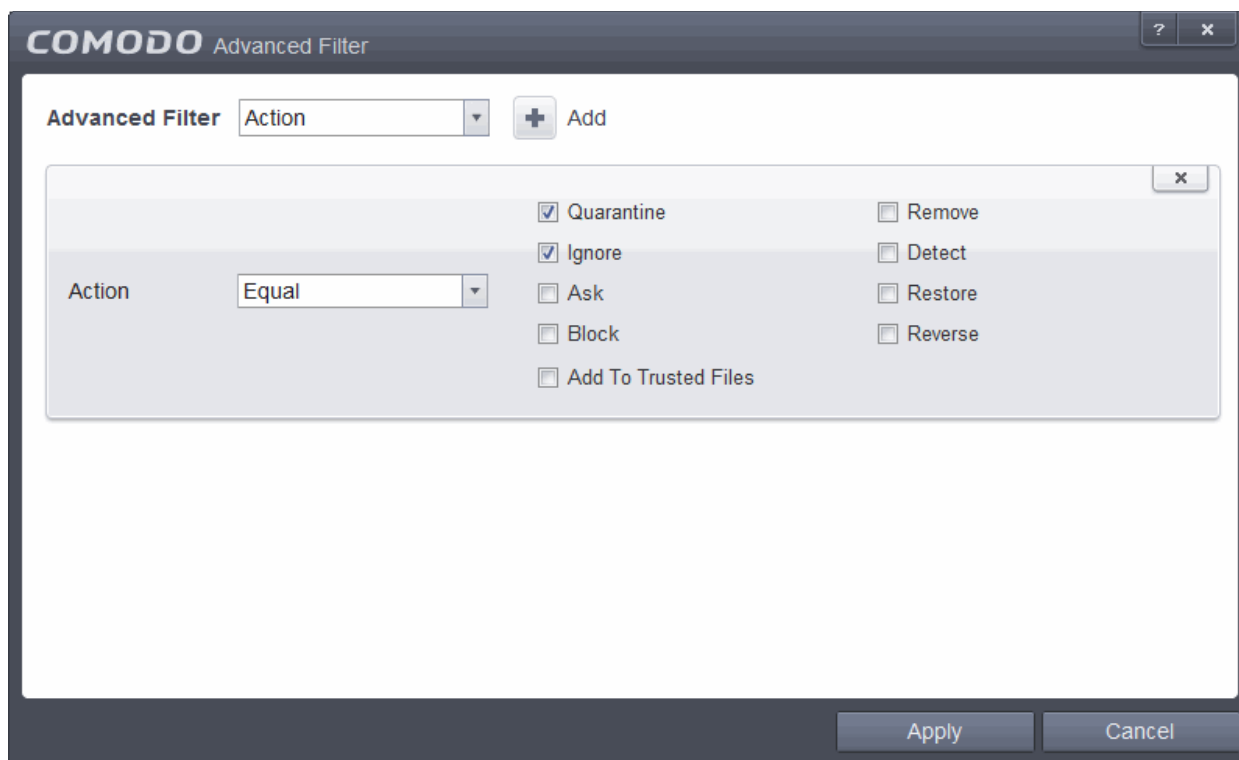 COMODO Advanced Filter
?
x
Advanced Filter Action Add
x
Quarantine Remove
Ignore Detect
Action Equal Ask Restore
Block Reverse
Add To Trusted Files
Apply Cancel